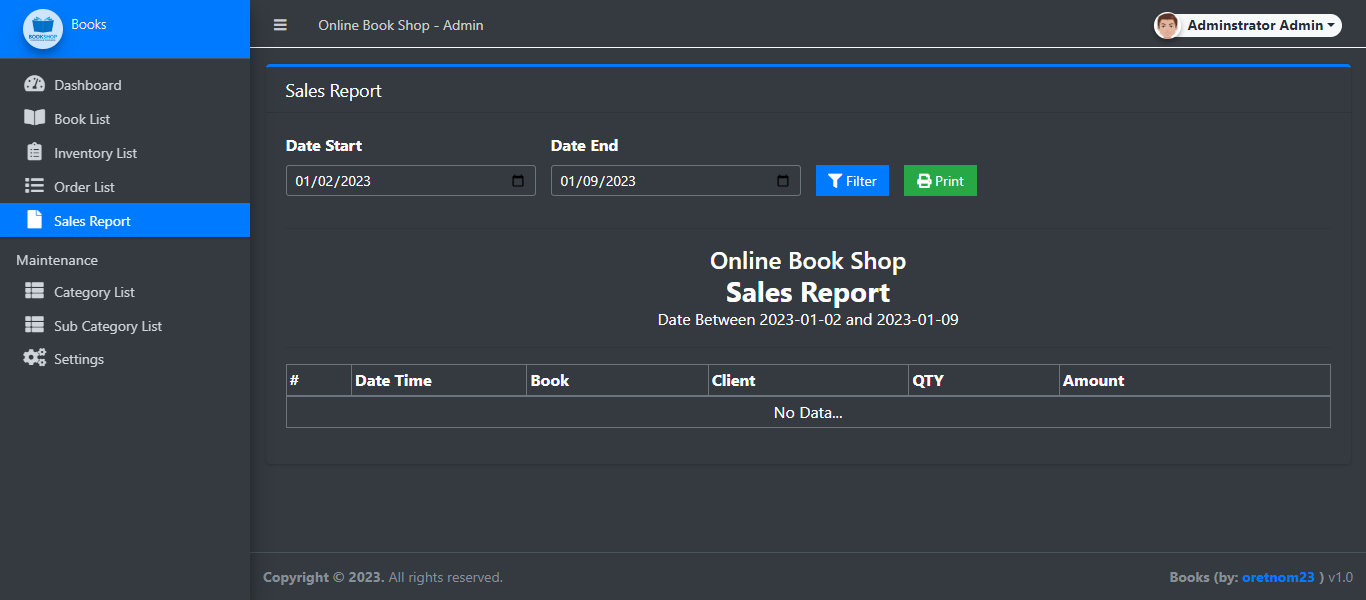 BOOKSHOP
Books
Online Book Shop - Admin
Adminstrator Admin
Dashboard
Book List
Inventory List
Order List
Sales Report
Maintenance
Category List
Sub Category List
Settings
Sales Report
Date Start
Date End
01/02/2023
01/09/2023
Filter
Print
Online Book Shop
Sales Report
Date Between 2023-01-02 and 2023-01-09
# Date Time Book Client QTY Amount
No Data...
Copyright © 2023. All rights reserved.
Books (by: oretnom23 ) v1.0